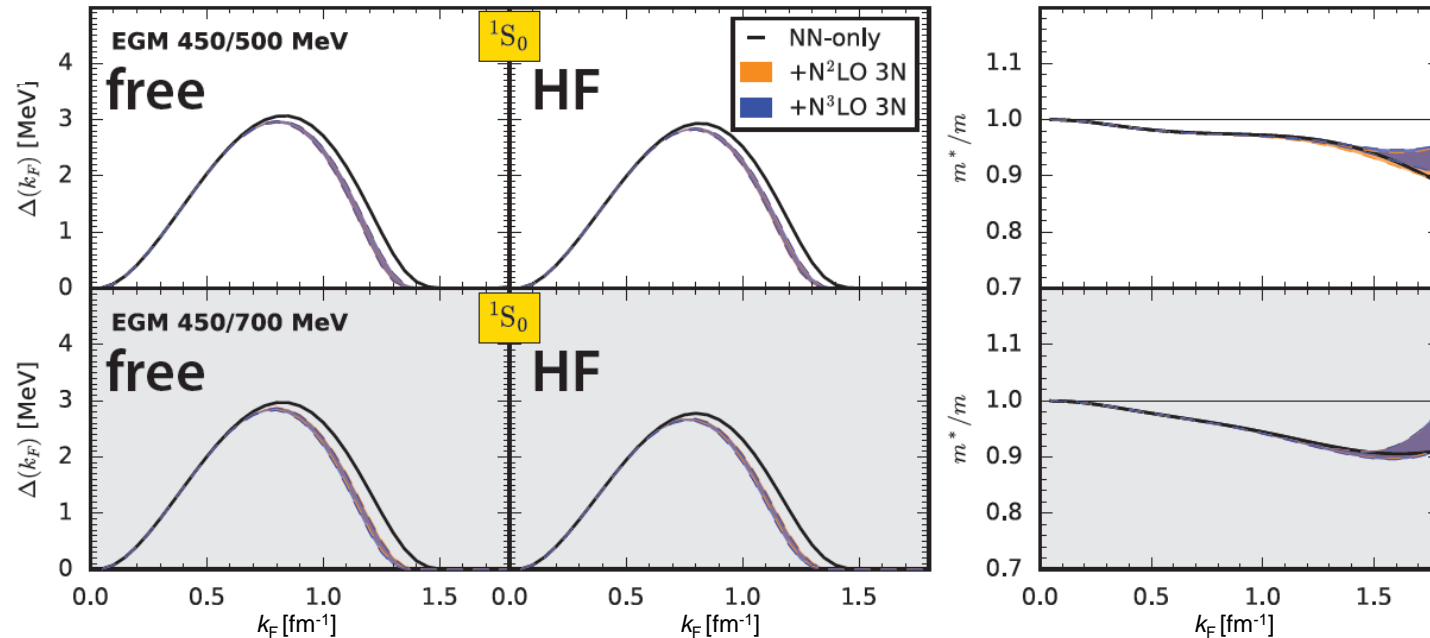 EGM 450/500 MeV
free
¹S₀
HF
NN-only
+N²LO 3N
+N³LO 3N
Δ(k_F) [MeV]
4
3
2
1
0
m*/m
1.1
1.0
0.9
0.8
0.7
EGM 450/700 MeV
free
¹S₀
HF
Δ(k_F) [MeV]
4
3
2
1
0
m*/m
1.1
1.0
0.9
0.8
0.7
0.0 0.5 1.0 1.5 0.0 0.5 1.0 1.5 0.0 0.5 1.0 1.5
k_F [fm⁻¹] k_F [fm⁻¹] k_F [fm⁻¹]